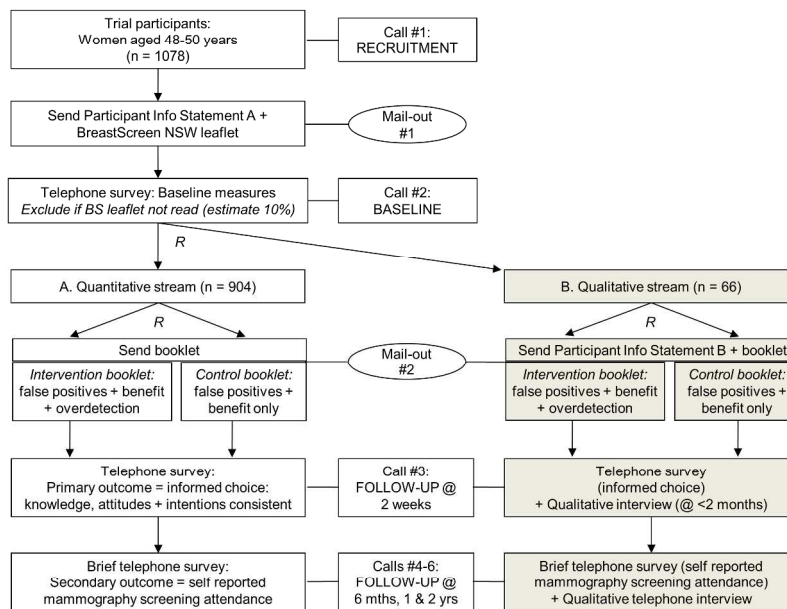 Trial participants:
Women aged 48-50 years
(n = 1078)
Call #1:
RECRUITMENT
Send Participant Info Statement A +
BreastScreen NSW leaflet
Mail-out
#1
Telephone survey: Baseline measures
Exclude if BS leaflet not read (estimate 10%)
Call #2:
BASELINE
R
A. Quantitative stream (n = 904)
B. Qualitative stream (n = 66)
R
R
Send booklet
Mail-out
#2
Send Participant Info Statement B + booklet
Intervention booklet:
false positives + benefit
+ overdetection
Control booklet:
false positives +
benefit only
Intervention booklet:
false positives + benefit
+ overdetection
Control booklet:
false positives +
benefit only
Telephone survey:
Primary outcome = informed choice:
knowledge, attitudes + intentions consistent
Call #3:
FOLLOW-UP @
2 weeks
Telephone survey
(informed choice)
+ Qualitative interview (@ <2 months)
Brief telephone survey:
Secondary outcome = self reported
mammography screening attendance
Calls #4-6:
FOLLOW-UP @
6 mths, 1 & 2 yrs
Brief telephone survey (self reported
mammography screening attendance)
+ Qualitative telephone interview